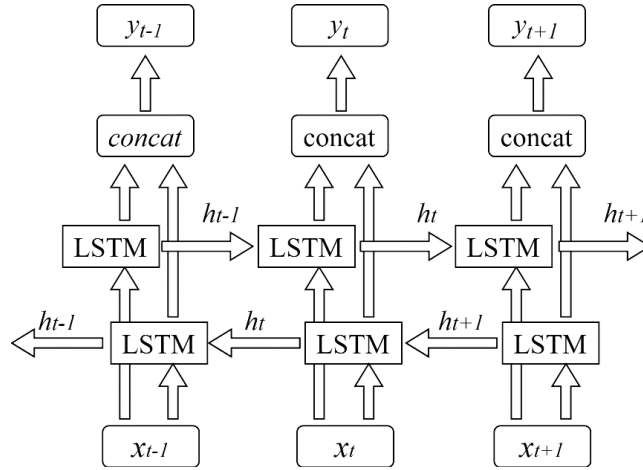 yt-1 yt yt+1
concat concat concat
ht-1 ht ht+1
LSTM LSTM LSTM
ht-1 ht ht+1
LSTM LSTM LSTM
xt-1 xt xt+1